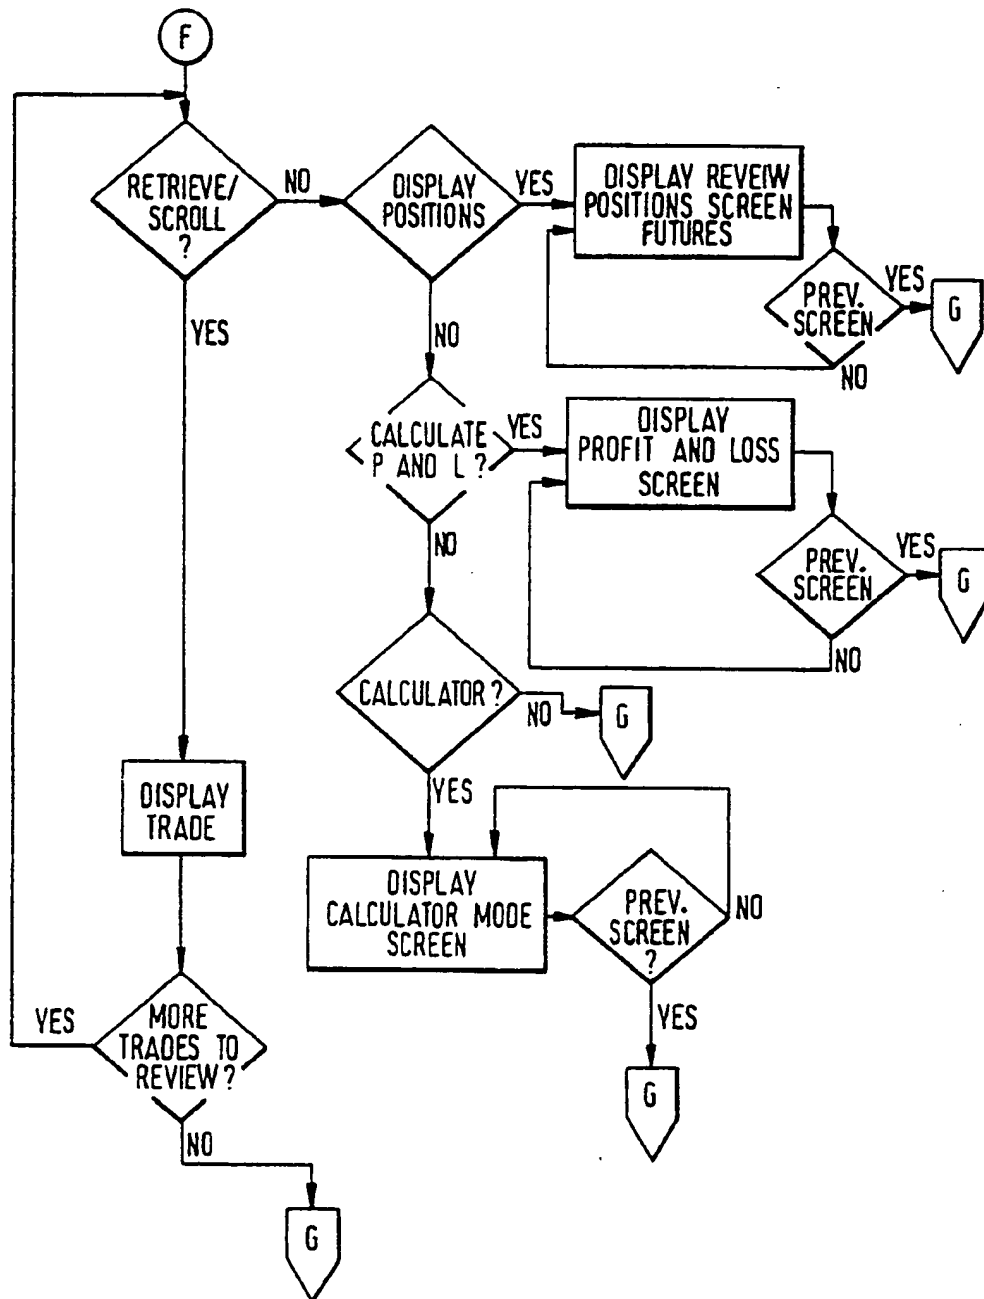 F
RETRIEVE/
SCROLL
?
NO
DISPLAY
POSITIONS
YES
DISPLAY REVEIW
POSITIONS SCREEN
FUTURES
PREV.
SCREEN
YES
G
NO
YES
NO
CALCULATE
P AND L ?
YES
DISPLAY
PROFIT AND LOSS
SCREEN
PREV.
SCREEN
YES
G
NO
NO
CALCULATOR ?
NO
G
YES
DISPLAY
TRADE
DISPLAY
CALCULATOR MODE
SCREEN
PREV.
SCREEN
?
NO
YES
G
MORE
TRADES TO
REVIEW ?
YES
NO
G